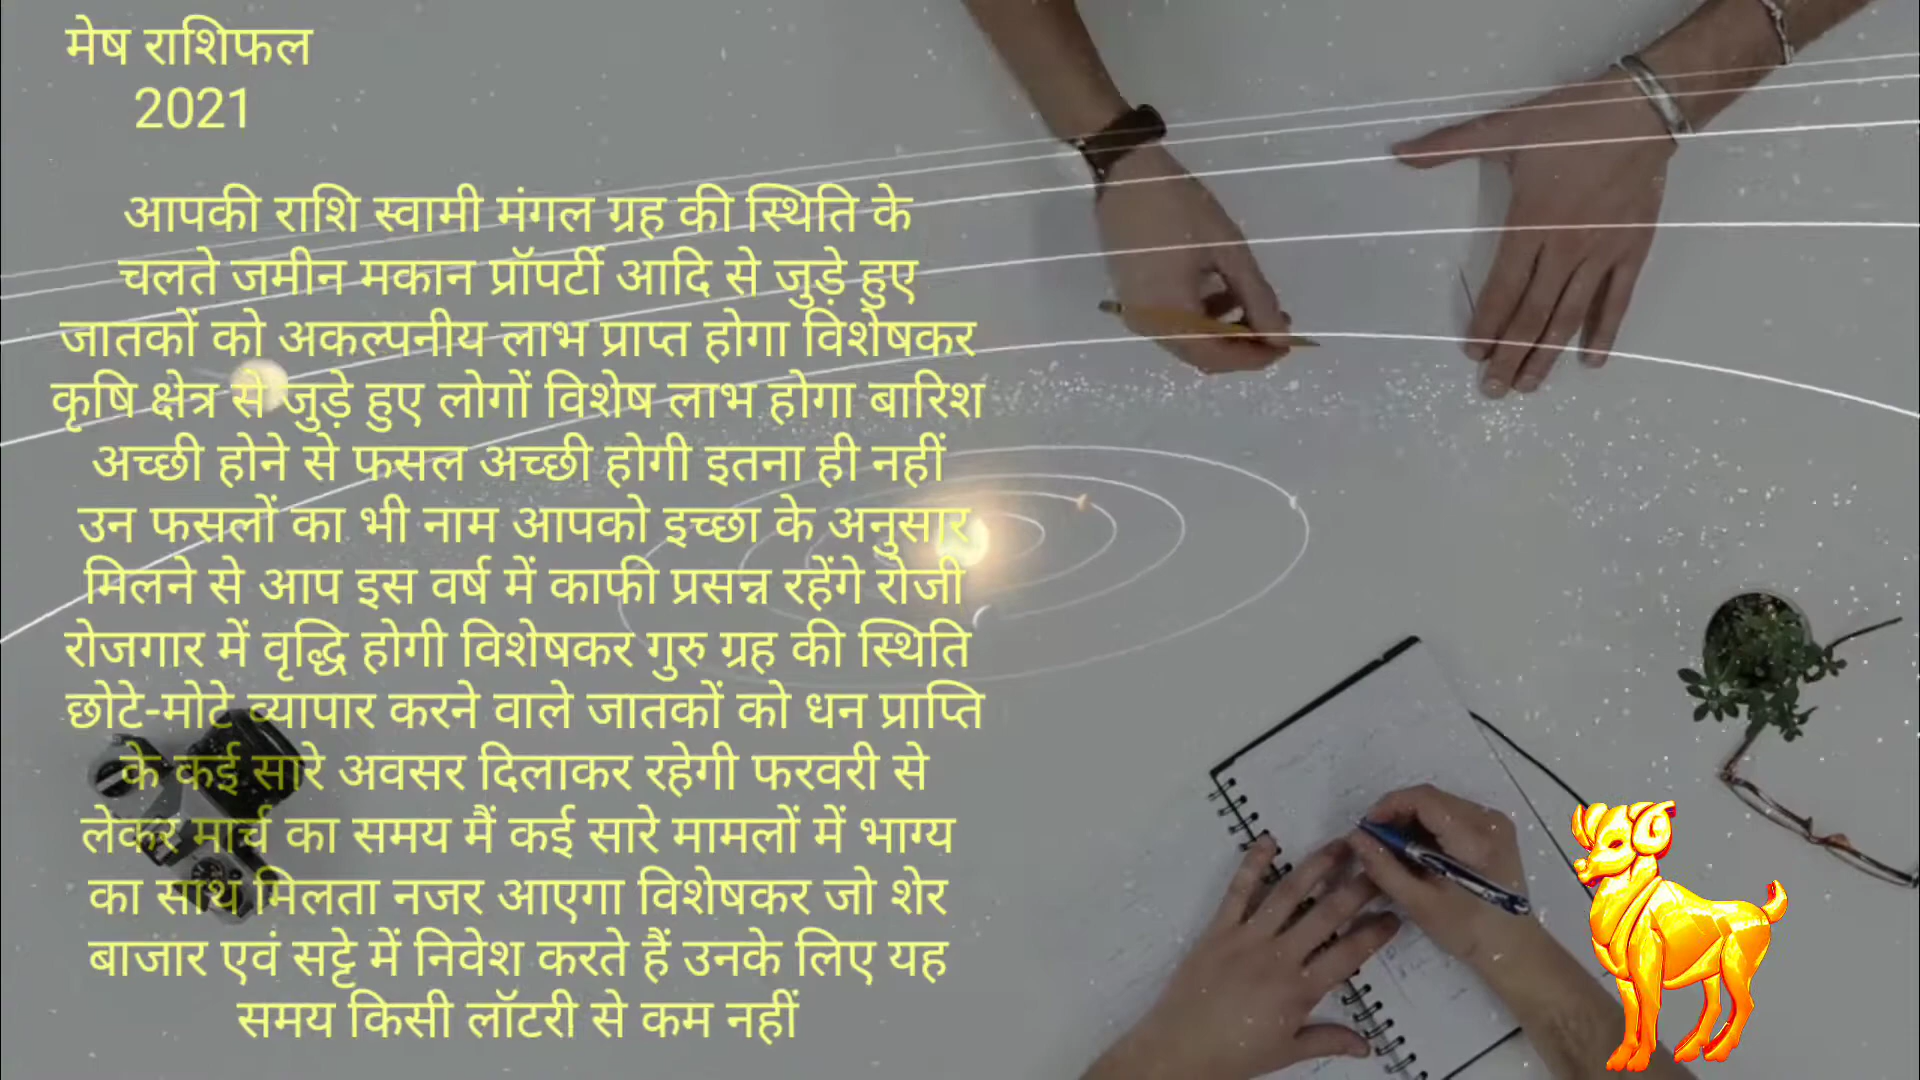 मेष राशिफल
2021
आपकी राशि स्वामी मंगल ग्रह की स्थिति के
चलते जमीन मकान प्रॉपर्टी आदि से जुड़े हुए
जातकों को अकल्पनीय लाभ प्राप्त होगा विशेषकर
कृषि क्षेत्र से जुड़े हुए लोगों विशेष लाभ होगा बारिश
अच्छी होने से फसल अच्छी होगी इतना ही नहीं
उन फसलों का भी नाम आपको इच्छा के अनुसार
मिलने से आप इस वर्ष में काफी प्रसन्न रहेंगे रोजी
रोजगार में वृद्धि होगी विशेषकर गुरु ग्रह की स्थिति
छोटे-मोटे व्यापार करने वाले जातकों को धन प्राप्ति
के कई सारे अवसर दिलाकर रहेगी फरवरी से
लेकर मार्च का समय मैं कई सारे मामलों में भाग्य
का साथ मिलता नजर आएगा विशेषकर जो शेर
बाजार एवं सट्टे में निवेश करते हैं उनके लिए यह
समय किसी लॉटरी से कम नहीं